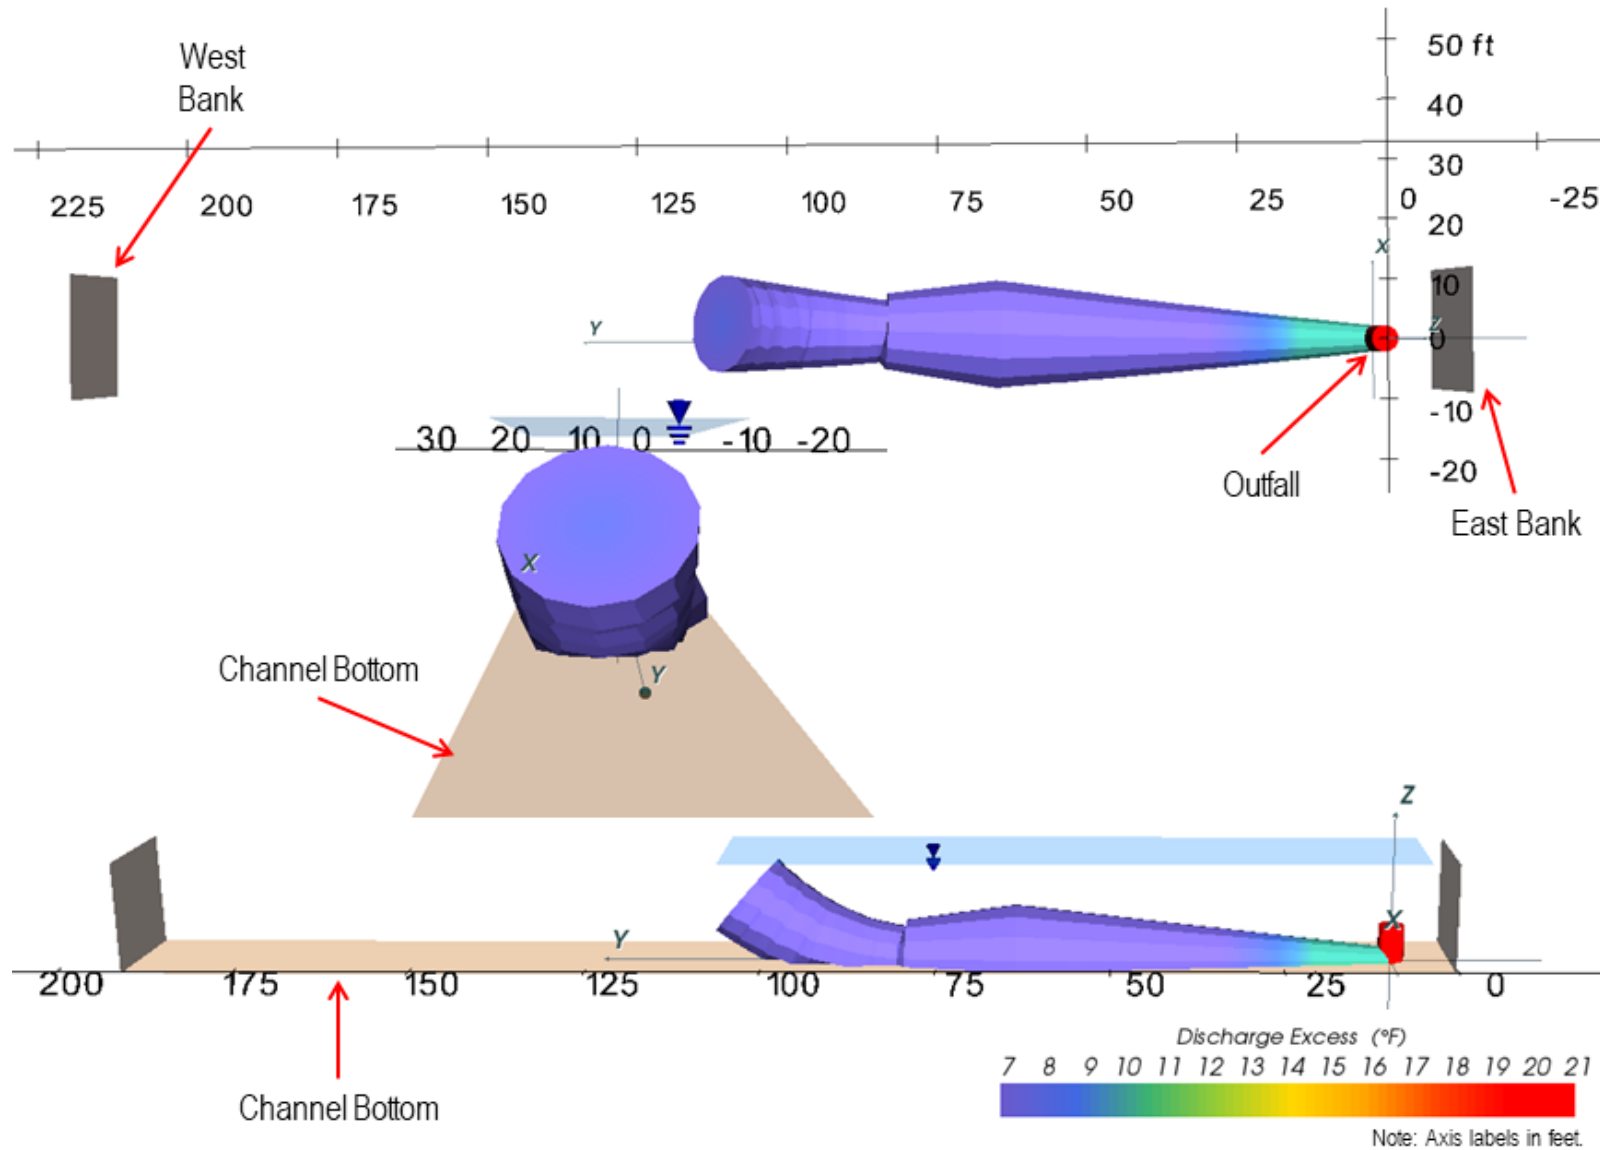 50 ft
West
Bank
40
30
225 200 175 150 125 100 75 50 25 0 -25
20
X
10
Y
Z
0
-10
30 20 10 0 -10 -20
-20
Outfall
East Bank
X
Channel Bottom
Y
Z
X
Y
200 175 150 125 100 75 50 25 0
Discharge Excess (°F)
7 8 9 10 11 12 13 14 15 16 17 18 19 20 21
Channel Bottom
Note: Axis labels in feet.